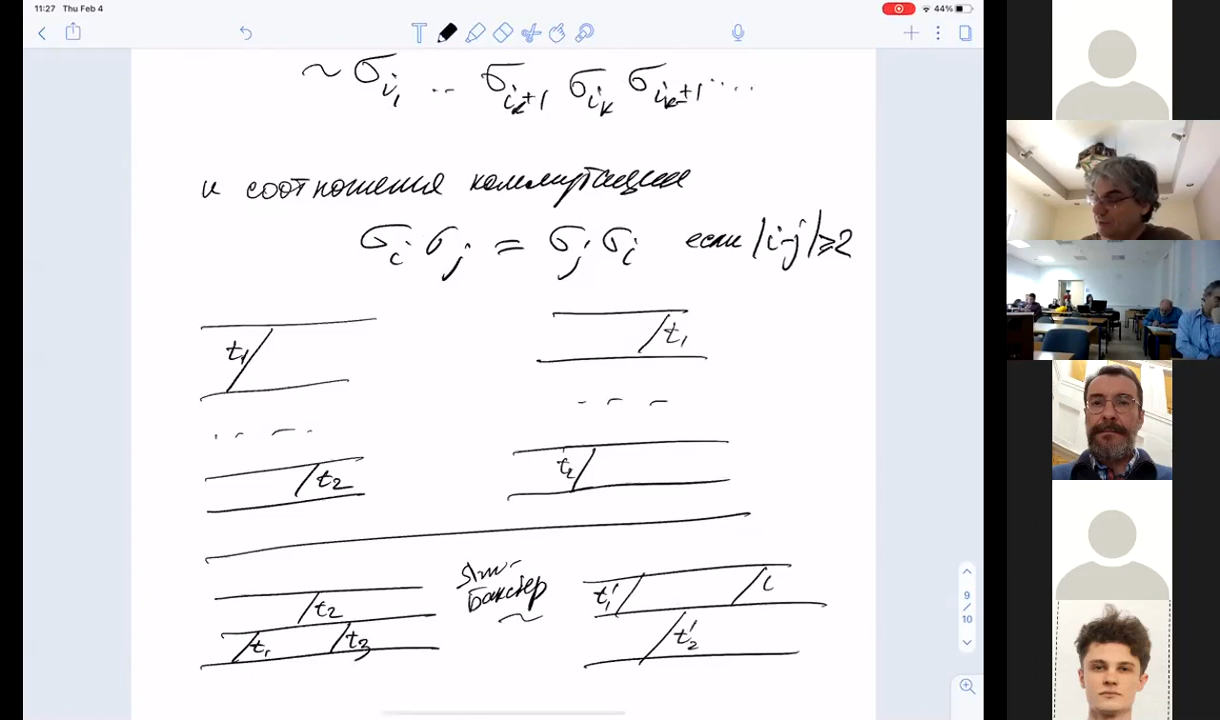 11:27 Thu Feb 4 44%
~ σ_{i_1} .. σ_{i_k+1} σ_{i_k} σ_{i_k+1} ....
и соотношения коммутации
σ_i σ_j = σ_j σ_i если |i-j| ≥ 2
t_1 t_1
t_2 t_2
Янг-
Бакстер
~
t_2 t_1'
t_1 t_3 t_2'
9
/
10